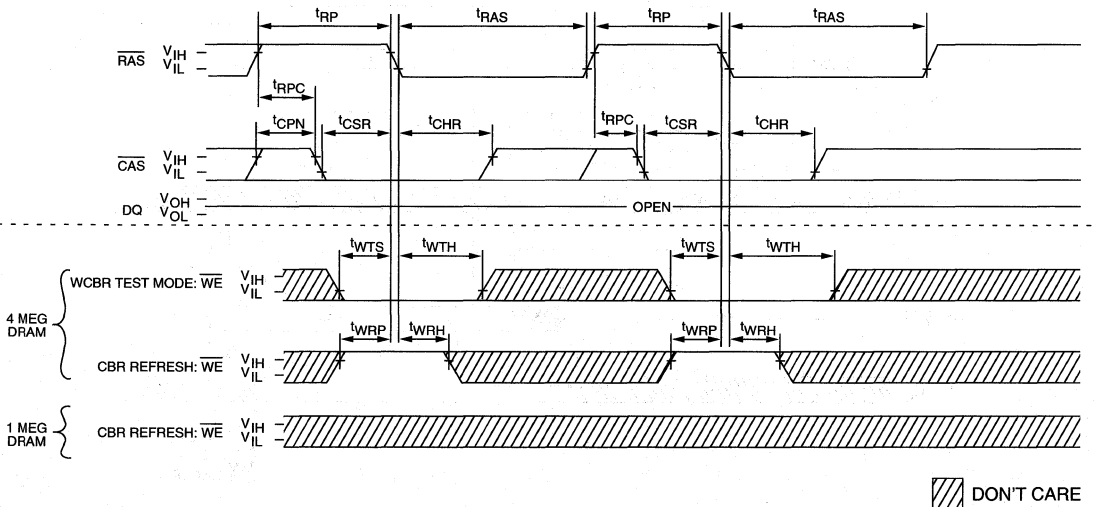 tRP tRAS tRP tRAS
RAS VIH
VIL
tRPC
tCPN tCSR tCHR tRPC tCSR tCHR
CAS VIH
VIL
DQ VOH
VOL
OPEN
tWTS tWTH tWTS tWTH
4 MEG
DRAM
WCBR TEST MODE: WE VIH
VIL
tWRP tWRH tWRP tWRH
CBR REFRESH: WE VIH
VIL
1 MEG
DRAM
CBR REFRESH: WE VIH
VIL
DON'T CARE